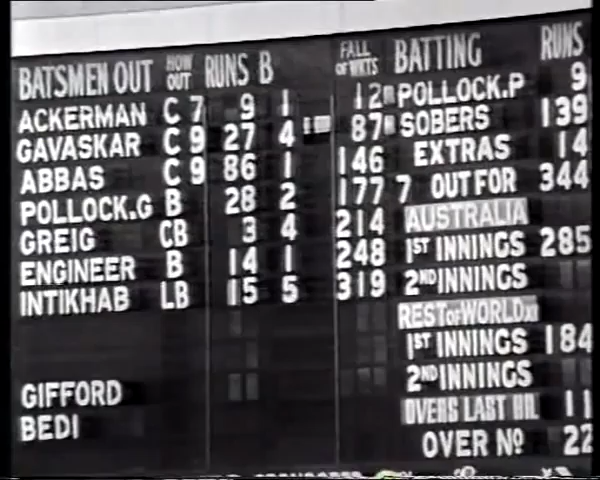 BATSMEN OUT HOW OUT RUNS B FALL OF WKTS BATTING RUNS
ACKERMAN C 7 9 1 12 POLLOCK.P 9
GAVASKAR C 9 27 4 87 SOBERS 139
ABBAS C 9 86 1 146 EXTRAS 14
POLLOCK.G B 28 2 177 7 OUT FOR 344
GREIG CB 3 4 214 AUSTRALIA
ENGINEER B 14 1 248 1ST INNINGS 285
INTIKHAB LB 15 5 319 2ND INNINGS
REST OF WORLD XI
1ST INNINGS 184
2ND INNINGS
GIFFORD OVERS LAST HR 11
BEDI OVER No 22